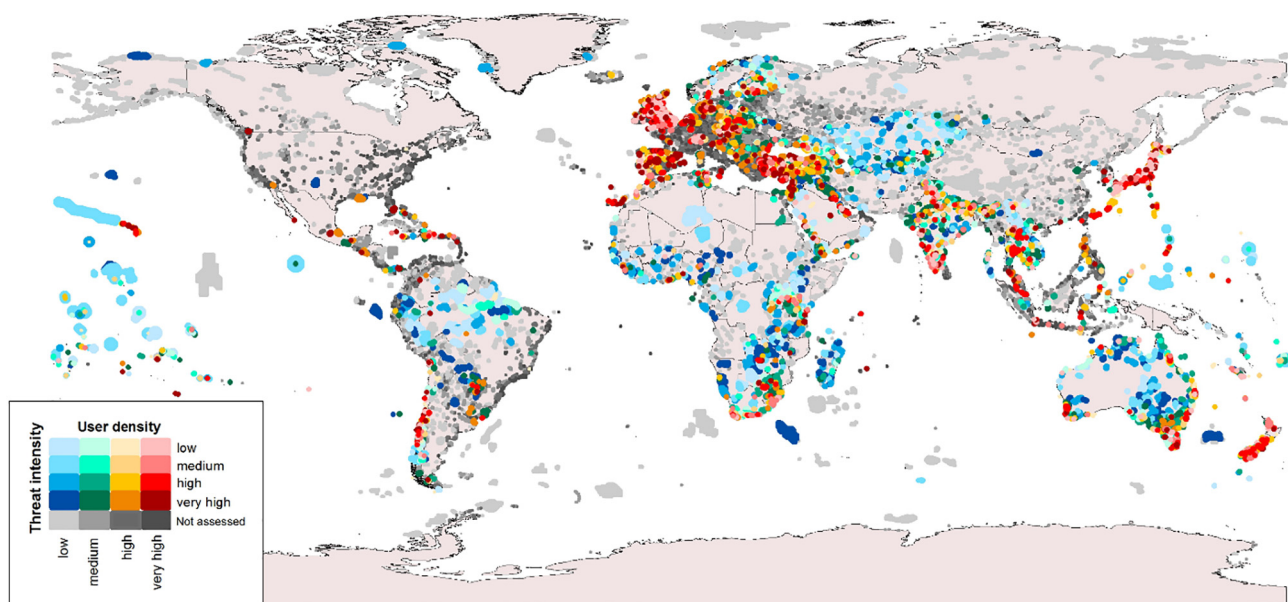 User density
Threat intensity
low
medium
high
very high
Not assessed
low
medium
high
very high